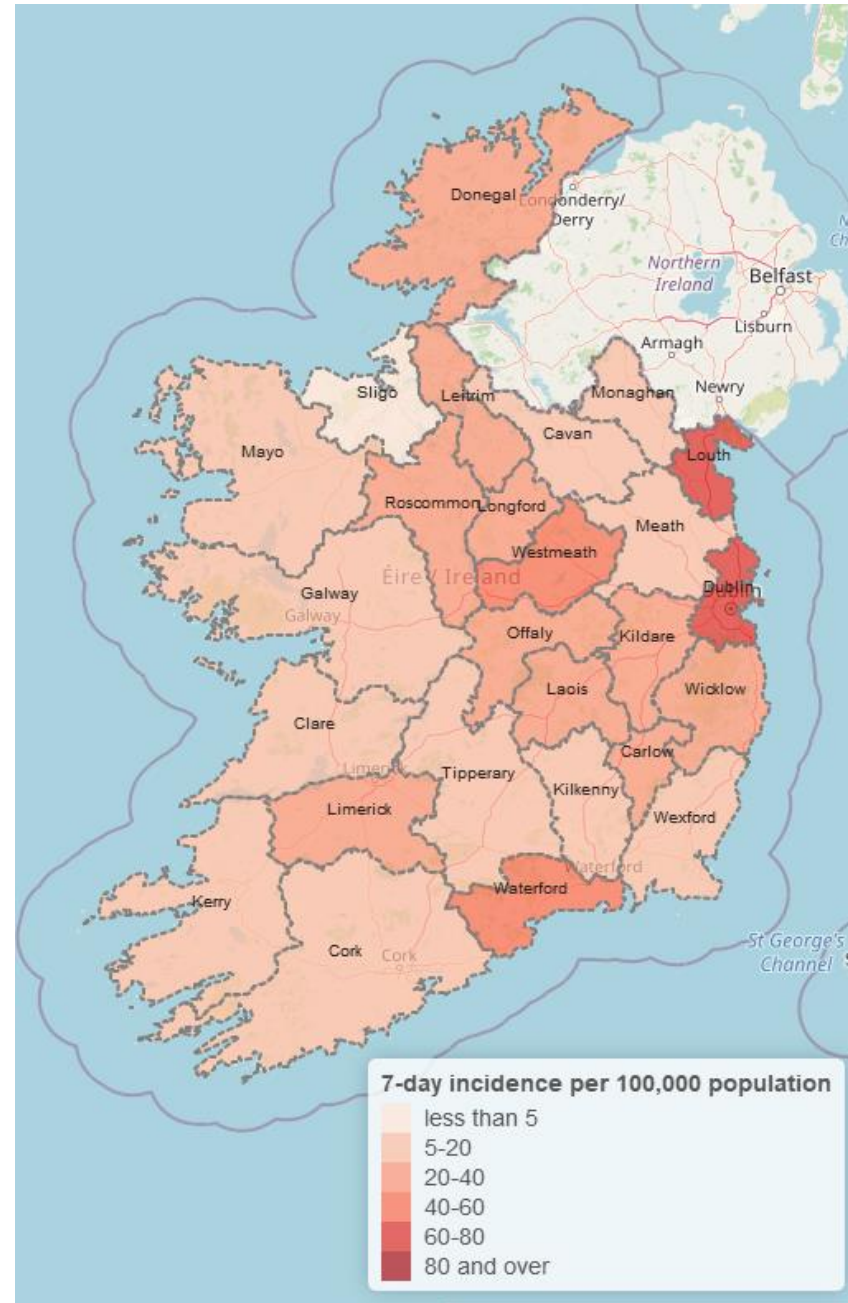 Donegal
Londonderry/
Derry
Northern
Ireland
Belfast
Lisburn
Armagh
Newry
Sligo
Leitrim
Monaghan
Cavan
Mayo
Louth
Roscommon
Longford
Meath
Westmeath
Galway
Éire / Ireland
Galway
Dublin
Offaly
Kildare
Laois
Wicklow
Clare
Carlow
Limerick
Tipperary
Kilkenny
Limerick
Wexford
Waterford
Waterford
Kerry
Cork
Cork
St George's
Channel
7-day incidence per 100,000 population
less than 5
5-20
20-40
40-60
60-80
80 and over